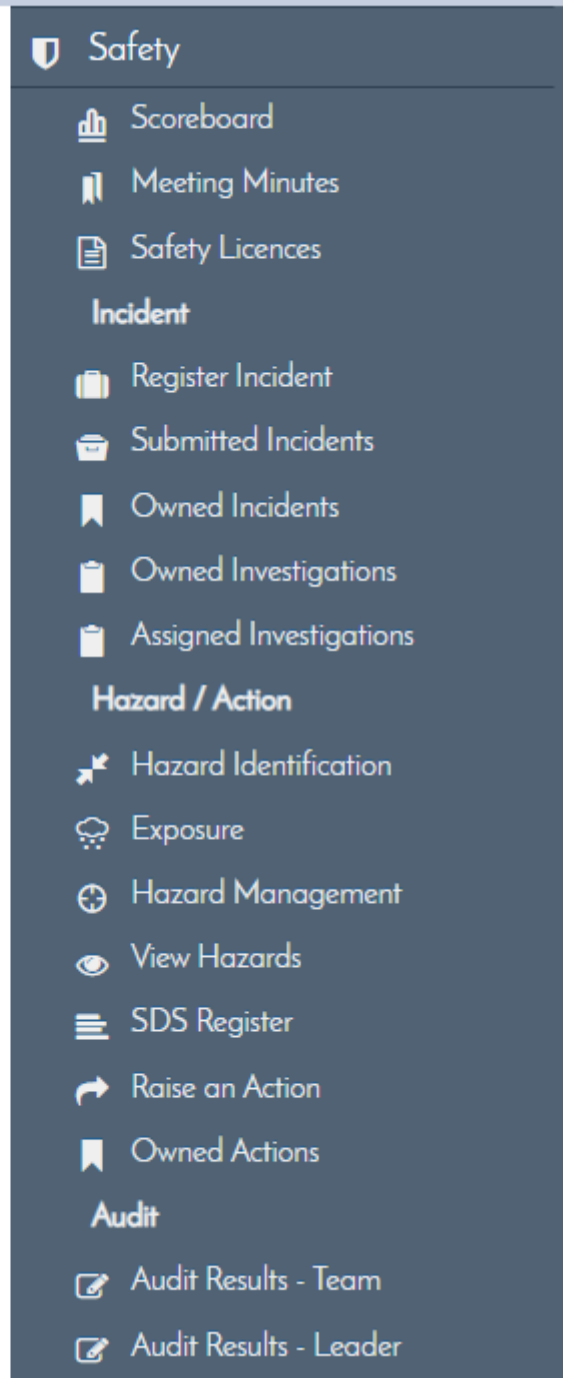 Safety
Scoreboard
Meeting Minutes
Safety Licences
Incident
Register Incident
Submitted Incidents
Owned Incidents
Owned Investigations
Assigned Investigations
Hazard / Action
Hazard Identification
Exposure
Hazard Management
View Hazards
SDS Register
Raise an Action
Owned Actions
Audit
Audit Results - Team
Audit Results - Leader